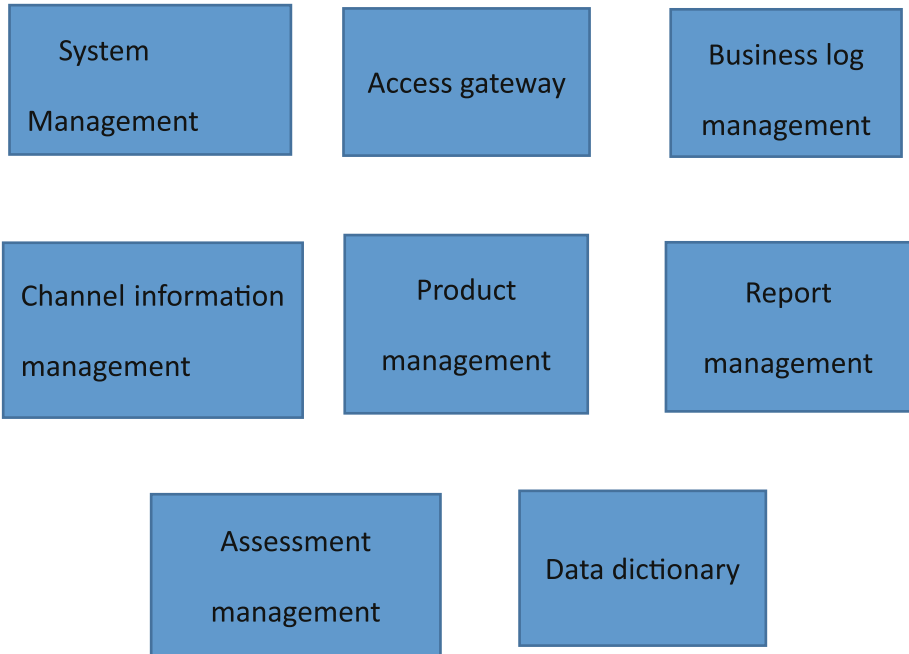 System
Management
Access gateway
Business log
management
Channel information
management
Product
management
Report
management
Assessment
management
Data dictionary